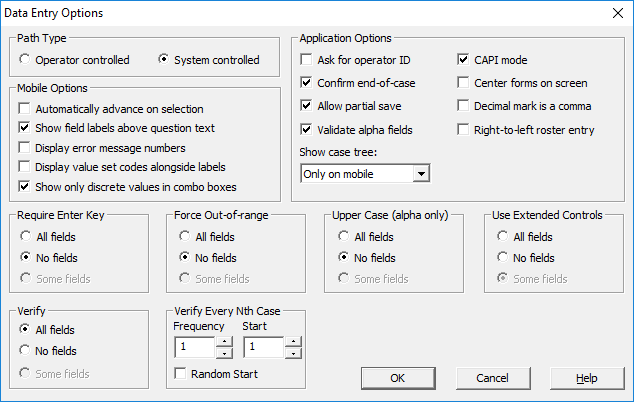 Data Entry Options
Path Type
Operator controlled
System controlled
Mobile Options
Automatically advance on selection
Show field labels above question text
Display error message numbers
Display value set codes alongside labels
Show only discrete values in combo boxes
Application Options
Ask for operator ID
Confirm end-of-case
Allow partial save
Validate alpha fields
CAPI mode
Center forms on screen
Decimal mark is a comma
Right-to-left roster entry
Show case tree:
Only on mobile
Require Enter Key
All fields
No fields
Some fields
Force Out-of-range
All fields
No fields
Some fields
Upper Case (alpha only)
All fields
No fields
Some fields
Use Extended Controls
All fields
No fields
Some fields
Verify
All fields
No fields
Some fields
Verify Every Nth Case
Frequency Start
1 1
Random Start
OK Cancel Help